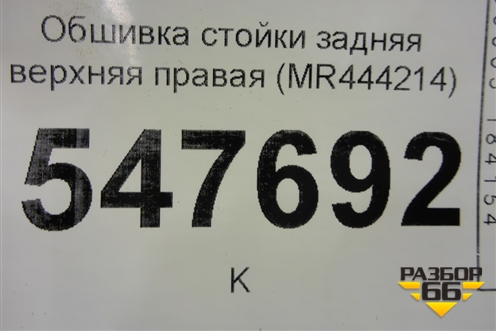 Обшивка стойки задняя
верхняя правая (MR444214)
547692
К
РАЗБОР
66